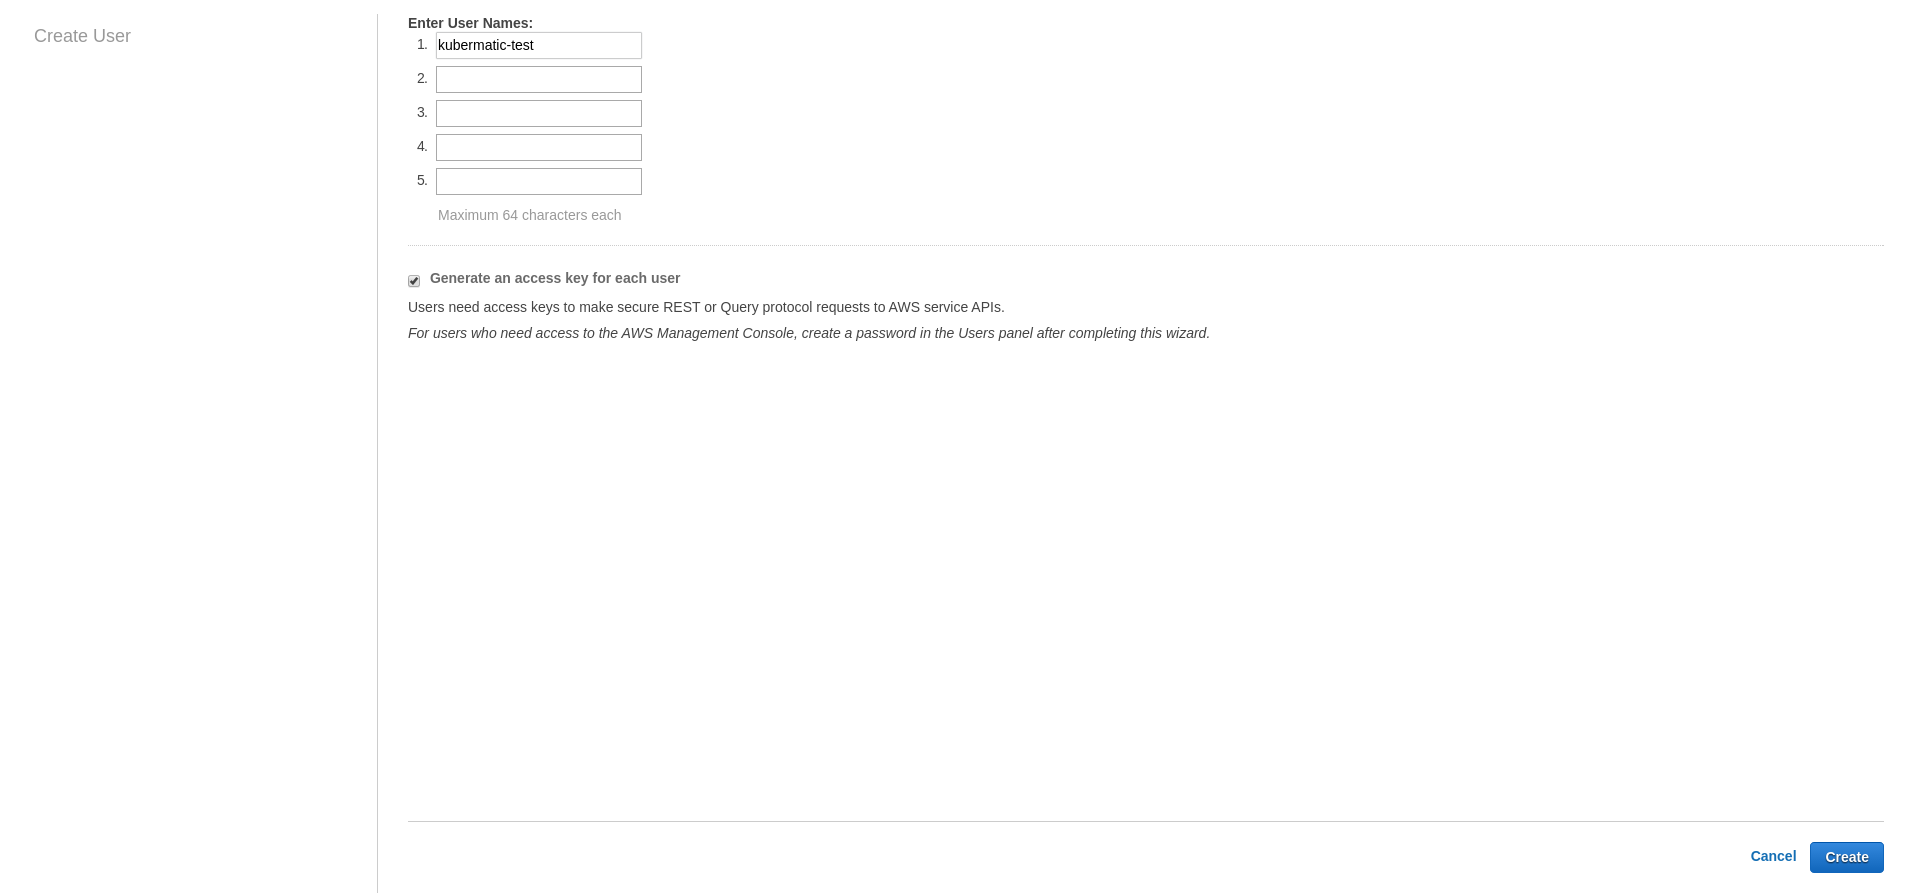 Create User
Enter User Names:
1. kubermatic-test
2.
3.
4.
5.
Maximum 64 characters each
Generate an access key for each user
Users need access keys to make secure REST or Query protocol requests to AWS service APIs.
For users who need access to the AWS Management Console, create a password in the Users panel after completing this wizard.
Cancel Create